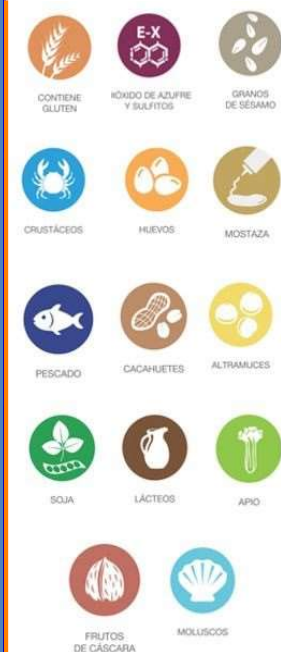 E-X
CONTIENE
GLUTEN
IÓXIDO DE AZUFRE
Y SULFITOS
GRANOS
DE SÉSAMO
CRUSTÁCEOS
HUEVOS
MOSTAZA
PESCADO
CACAHUETES
ALTRAMUCES
SOJA
LÁCTEOS
APIO
FRUTOS
DE CÁSCARA
MOLUSCOS